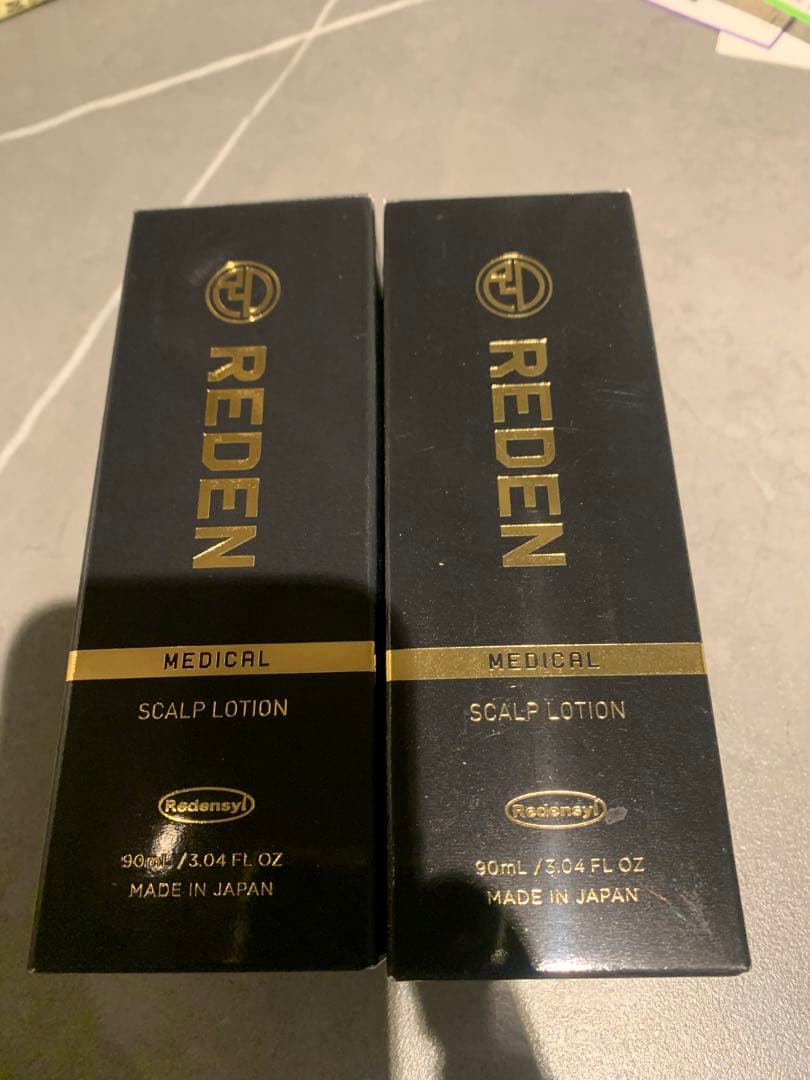 REDEN
MEDICAL
SCALP LOTION
Redensyl
90mL / 3.04 FL OZ
MADE IN JAPAN
REDEN
MEDICAL
SCALP LOTION
Redensyl
90mL / 3.04 FL OZ
MADE IN JAPAN